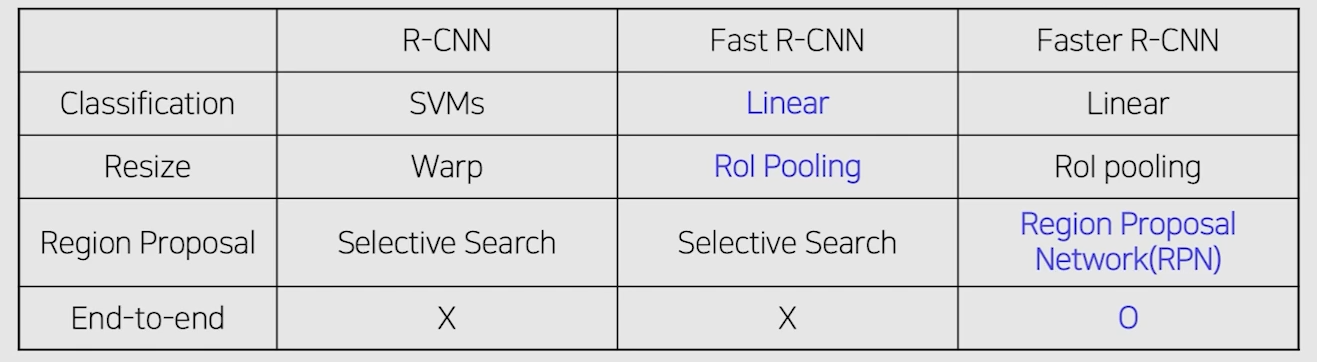 R-CNN Fast R-CNN Faster R-CNN
Classification SVMs Linear Linear
Resize Warp RoI Pooling RoI pooling
Region Proposal Selective Search Selective Search Region Proposal
Network(RPN)
End-to-end X X O